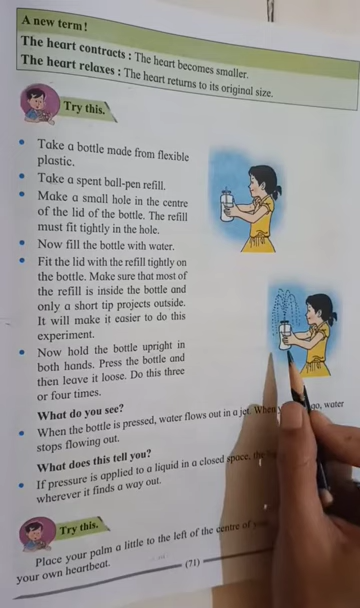 A new term!
The heart contracts : The heart becomes smaller.
The heart relaxes : The heart returns to its original size.
Try this.
• Take a bottle made from flexible
plastic.
• Take a spent ball-pen refill.
• Make a small hole in the centre
of the lid of the bottle. The refill
must fit tightly in the hole.
• Now fill the bottle with water.
• Fit the lid with the refill tightly on
the bottle. Make sure that most of
the refill is inside the bottle and
only a short tip projects outside.
It will make it easier to do this
experiment.
• Now hold the bottle upright in
both hands. Press the bottle and
then leave it loose. Do this three
or four times.
What do you see?
• When the bottle is pressed, water flows out in a jet. When go, water
stops flowing out.
What does this tell you?
• If pressure is applied to a liquid in a closed space, the
wherever it finds a way out.
Try this.
Place your palm a little to the left of the centre of
your own heartbeat.
(71)